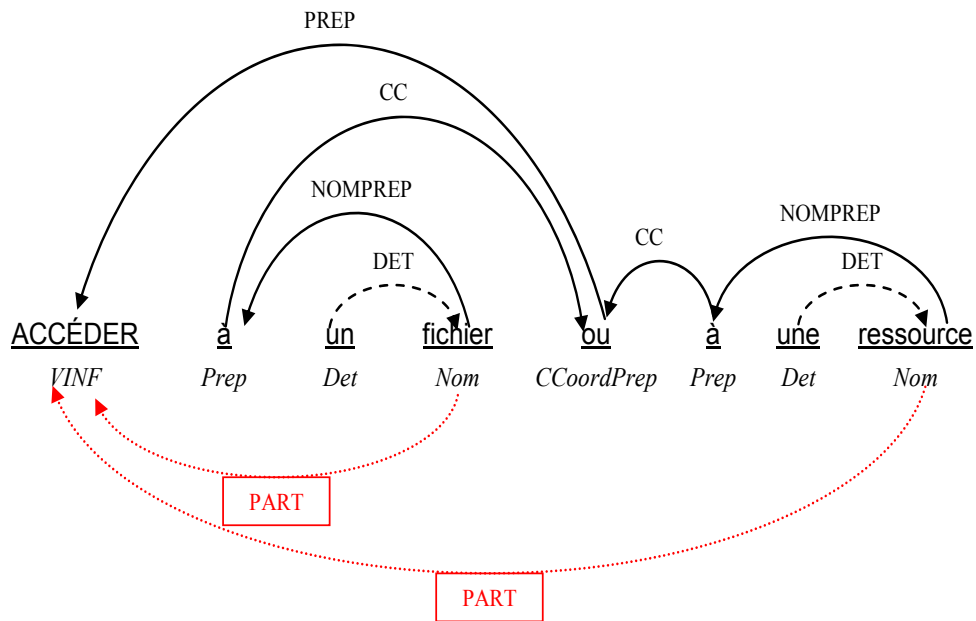 PREP
CC
NOMPREP
NOMPREP
CC
DET
DET
ACCÉDER à un fichier ou à une ressource
VINF Prep Det Nom CCoordPrep Prep Det Nom
PART
PART